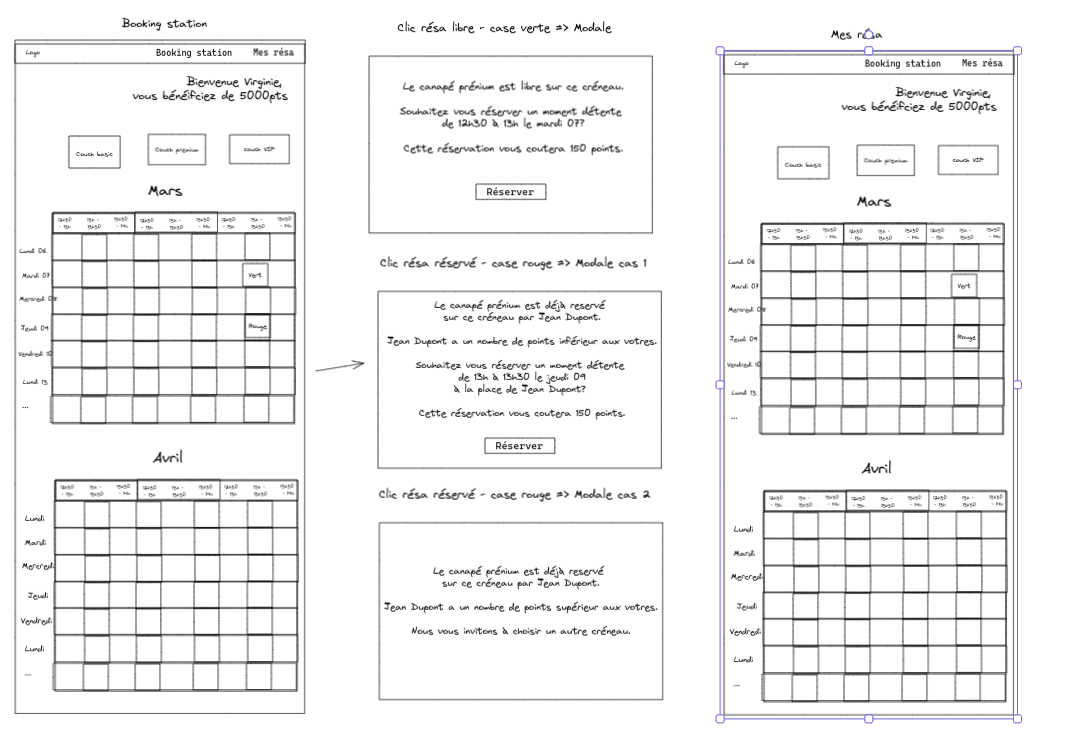 Booking station
Logo
Booking station
Mes résa
Bienvenue Virginie,
vous bénéifciez de 5000pts
Couch basic
Couch premium
couch VIP
Mars
12h30 - 13h
13h - 13h30
13h30 - 14h
12h30 - 13h
13h - 13h30
13h30 - 14h
12h30 - 13h
13h - 13h30
13h30 - 14h
Lundi 06
Mardi 07
Vert
Mercredi 08
Jeudi 09
Rouge
Vendredi 10
Lundi 13
...
Avril
12h30 - 13h
13h - 13h30
13h30 - 14h
12h30 - 13h
13h - 13h30
13h30 - 14h
12h30 - 13h
13h - 13h30
13h30 - 14h
Lundi
Mardi
Mercredi
Jeudi
Vendredi
Lundi
...
Clic résa libre - case verte => Modale
Le canapé prénium est libre sur ce créneau.
Souhaitez vous réserver un moment détente
de 12h30 à 13h le mardi 07?
Cette réservation vous coutera 150 points.
Réserver
Clic résa réservé - case rouge => Modale cas 1
Le canapé prénium est déjà reservé
sur ce créneau par Jean Dupont.
Jean Dupont a un nombre de points inférieur aux votres.
Souhaitez vous réserver un moment détente
de 13h à 13h30 le jeudi 09
à la place de Jean Dupont?
Cette réservation vous coutera 150 points.
Réserver
Clic résa réservé - case rouge => Modale cas 2
Le canapé prénium est déjà reservé
sur ce créneau par Jean Dupont.
Jean Dupont a un nombre de points supérieur aux votres.
Nous vous invitons à choisir un autre créneau.
Mes résa
Logo
Booking station
Mes résa
Bienvenue Virginie,
vous bénéifciez de 5000pts
Couch basic
Couch premium
couch VIP
Mars
12h30 - 13h
13h - 13h30
13h30 - 14h
12h30 - 13h
13h - 13h30
13h30 - 14h
12h30 - 13h
13h - 13h30
13h30 - 14h
Lundi 06
Mardi 07
Vert
Mercredi 08
Jeudi 09
Rouge
Vendredi 10
Lundi 13
...
Avril
12h30 - 13h
13h - 13h30
13h30 - 14h
12h30 - 13h
13h - 13h30
13h30 - 14h
12h30 - 13h
13h - 13h30
13h30 - 14h
Lundi
Mardi
Mercredi
Jeudi
Vendredi
Lundi
...